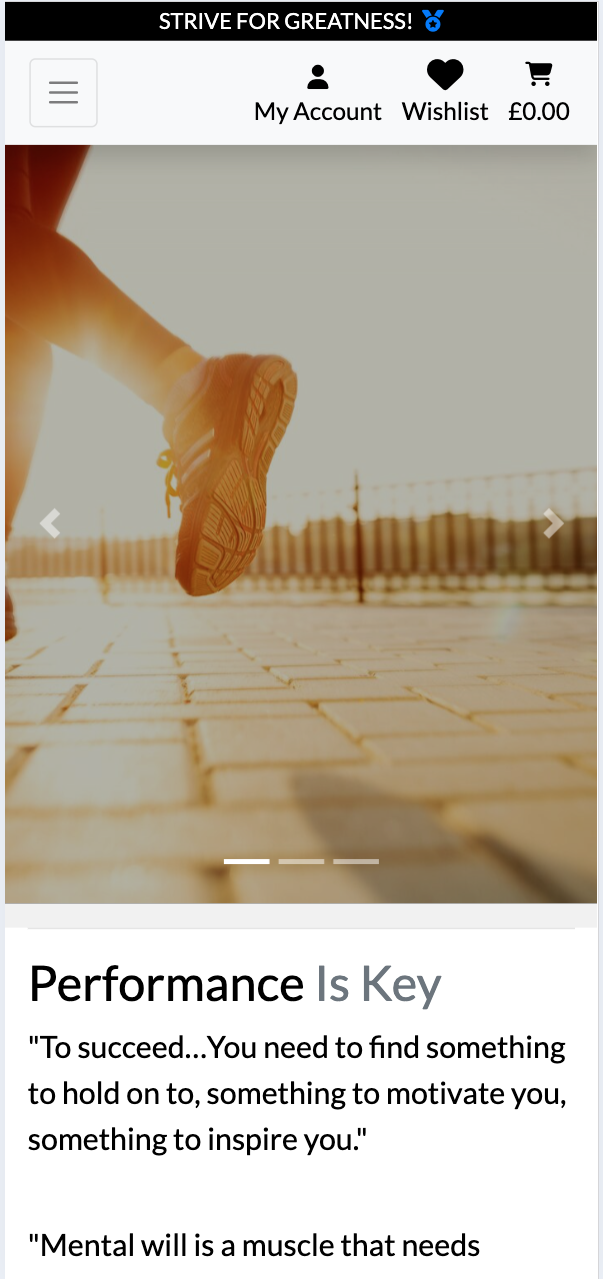 STRIVE FOR GREATNESS!
My Account Wishlist £0.00
Performance Is Key
"To succeed...You need to find something
to hold on to, something to motivate you,
something to inspire you."
"Mental will is a muscle that needs